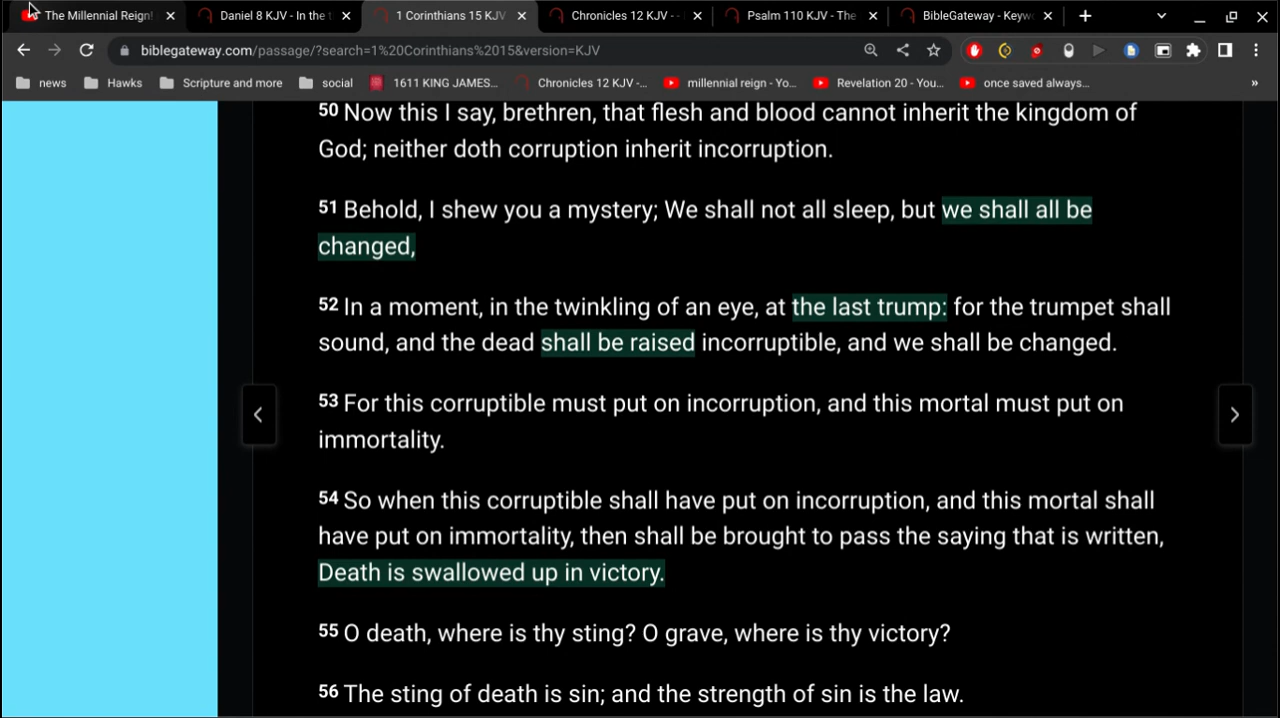 The Millennial Reign!
Daniel 8 KJV - In the t
1 Corinthians 15 KJV
Chronicles 12 KJV - -
Psalm 110 KJV - The
BibleGateway - Keyw
biblegateway.com/passage/?search=1%20Corinthians%2015&version=KJV
news
Hawks
Scripture and more
social
1611 KING JAMES...
Chronicles 12 KJV -...
millennial reign - Yo...
Revelation 20 - You...
once saved always...
50 Now this I say, brethren, that flesh and blood cannot inherit the kingdom of
God; neither doth corruption inherit incorruption.
51 Behold, I shew you a mystery; We shall not all sleep, but we shall all be
changed,
52 In a moment, in the twinkling of an eye, at the last trump: for the trumpet shall
sound, and the dead shall be raised incorruptible, and we shall be changed.
53 For this corruptible must put on incorruption, and this mortal must put on
immortality.
54 So when this corruptible shall have put on incorruption, and this mortal shall
have put on immortality, then shall be brought to pass the saying that is written,
Death is swallowed up in victory.
55 O death, where is thy sting? O grave, where is thy victory?
56 The sting of death is sin; and the strength of sin is the law.